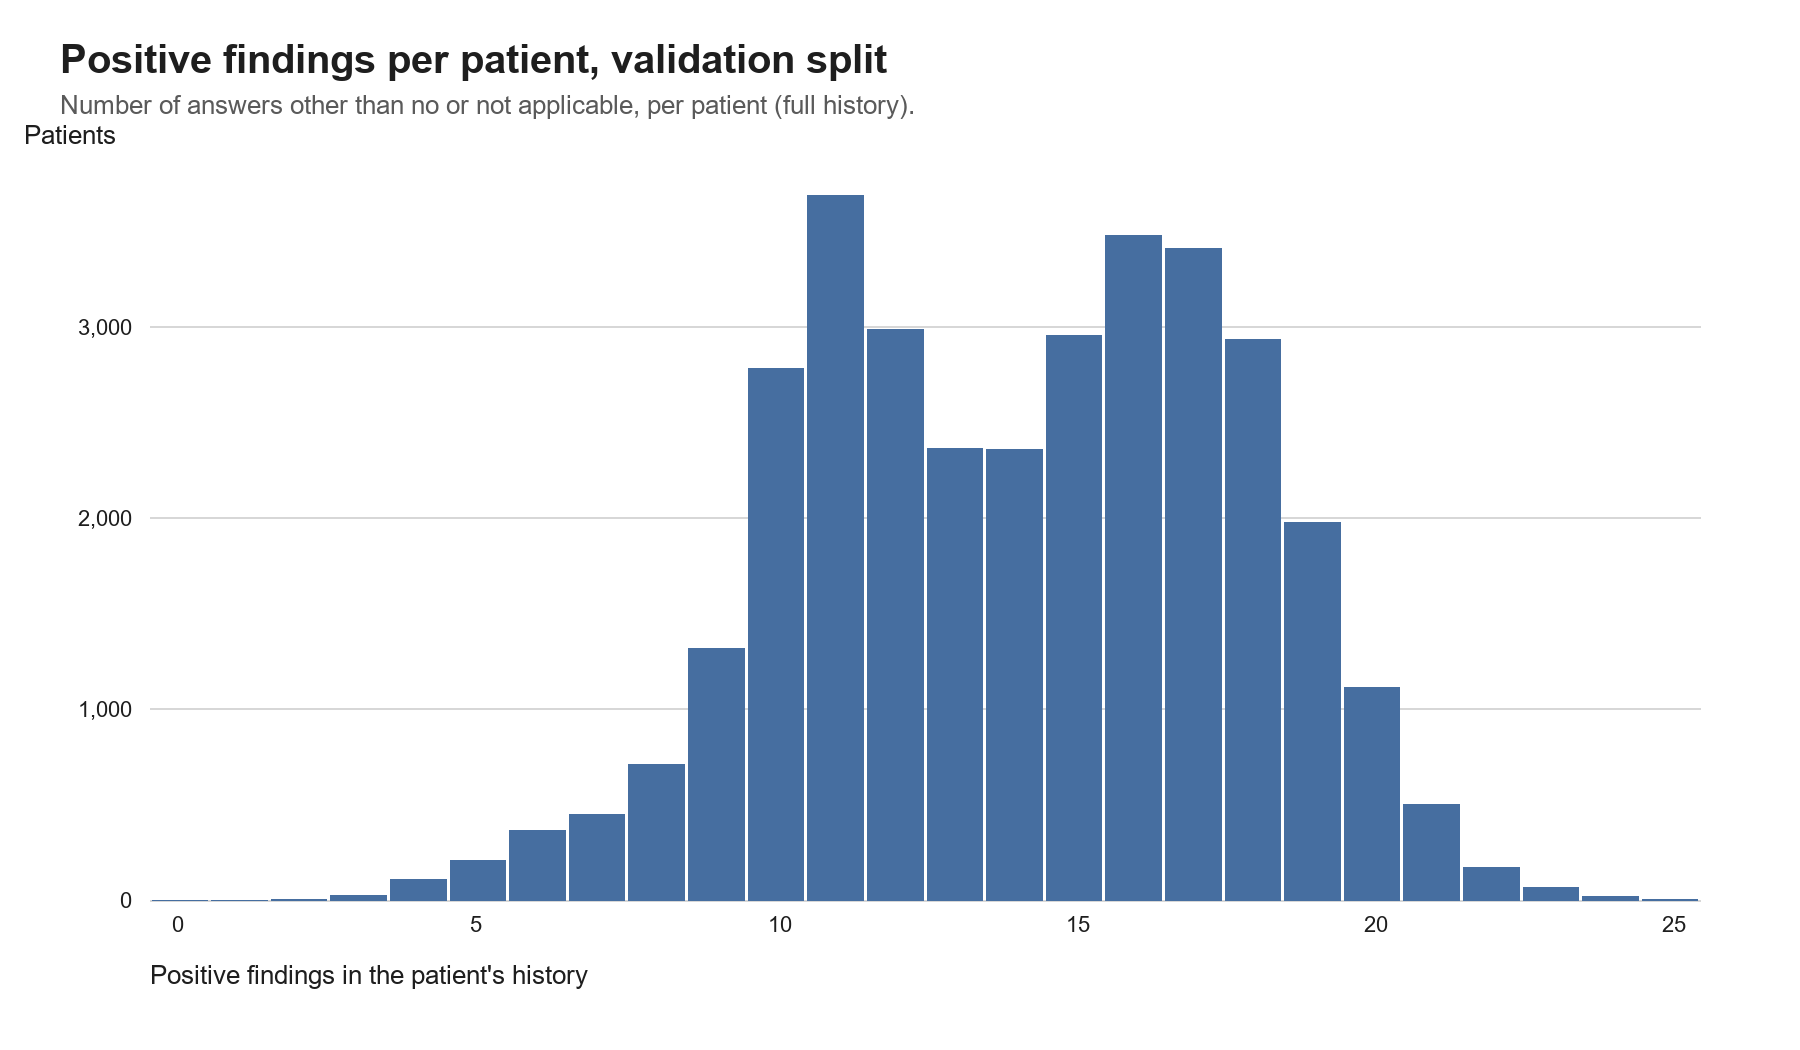 Positive findings per patient, validation split
Number of answers other than no or not applicable, per patient (full history).
Patients
3,000
2,000
1,000
0
0 5 10 15 20 25
Positive findings in the patient's history